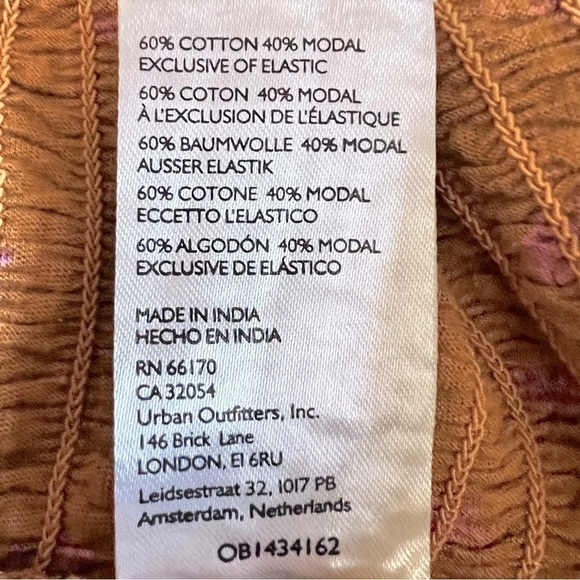 60% COTTON 40% MODAL
EXCLUSIVE OF ELASTIC
60% COTON 40% MODAL
À L'EXCLUSION DE L'ÉLASTIQUE
60% BAUMWOLLE 40% MODAL
AUSSER ELASTIK
60% COTONE 40% MODAL
ECCETTO L'ELASTICO
60% ALGODÓN 40% MODAL
EXCLUSIVE DE ELÁSTICO
MADE IN INDIA
HECHO EN INDIA
RN 66170
CA 32054
Urban Outfitters, Inc.
146 Brick Lane
LONDON, E1 6RU
Leidsestraat 32, 1017 PB
Amsterdam, Netherlands
OB1434162